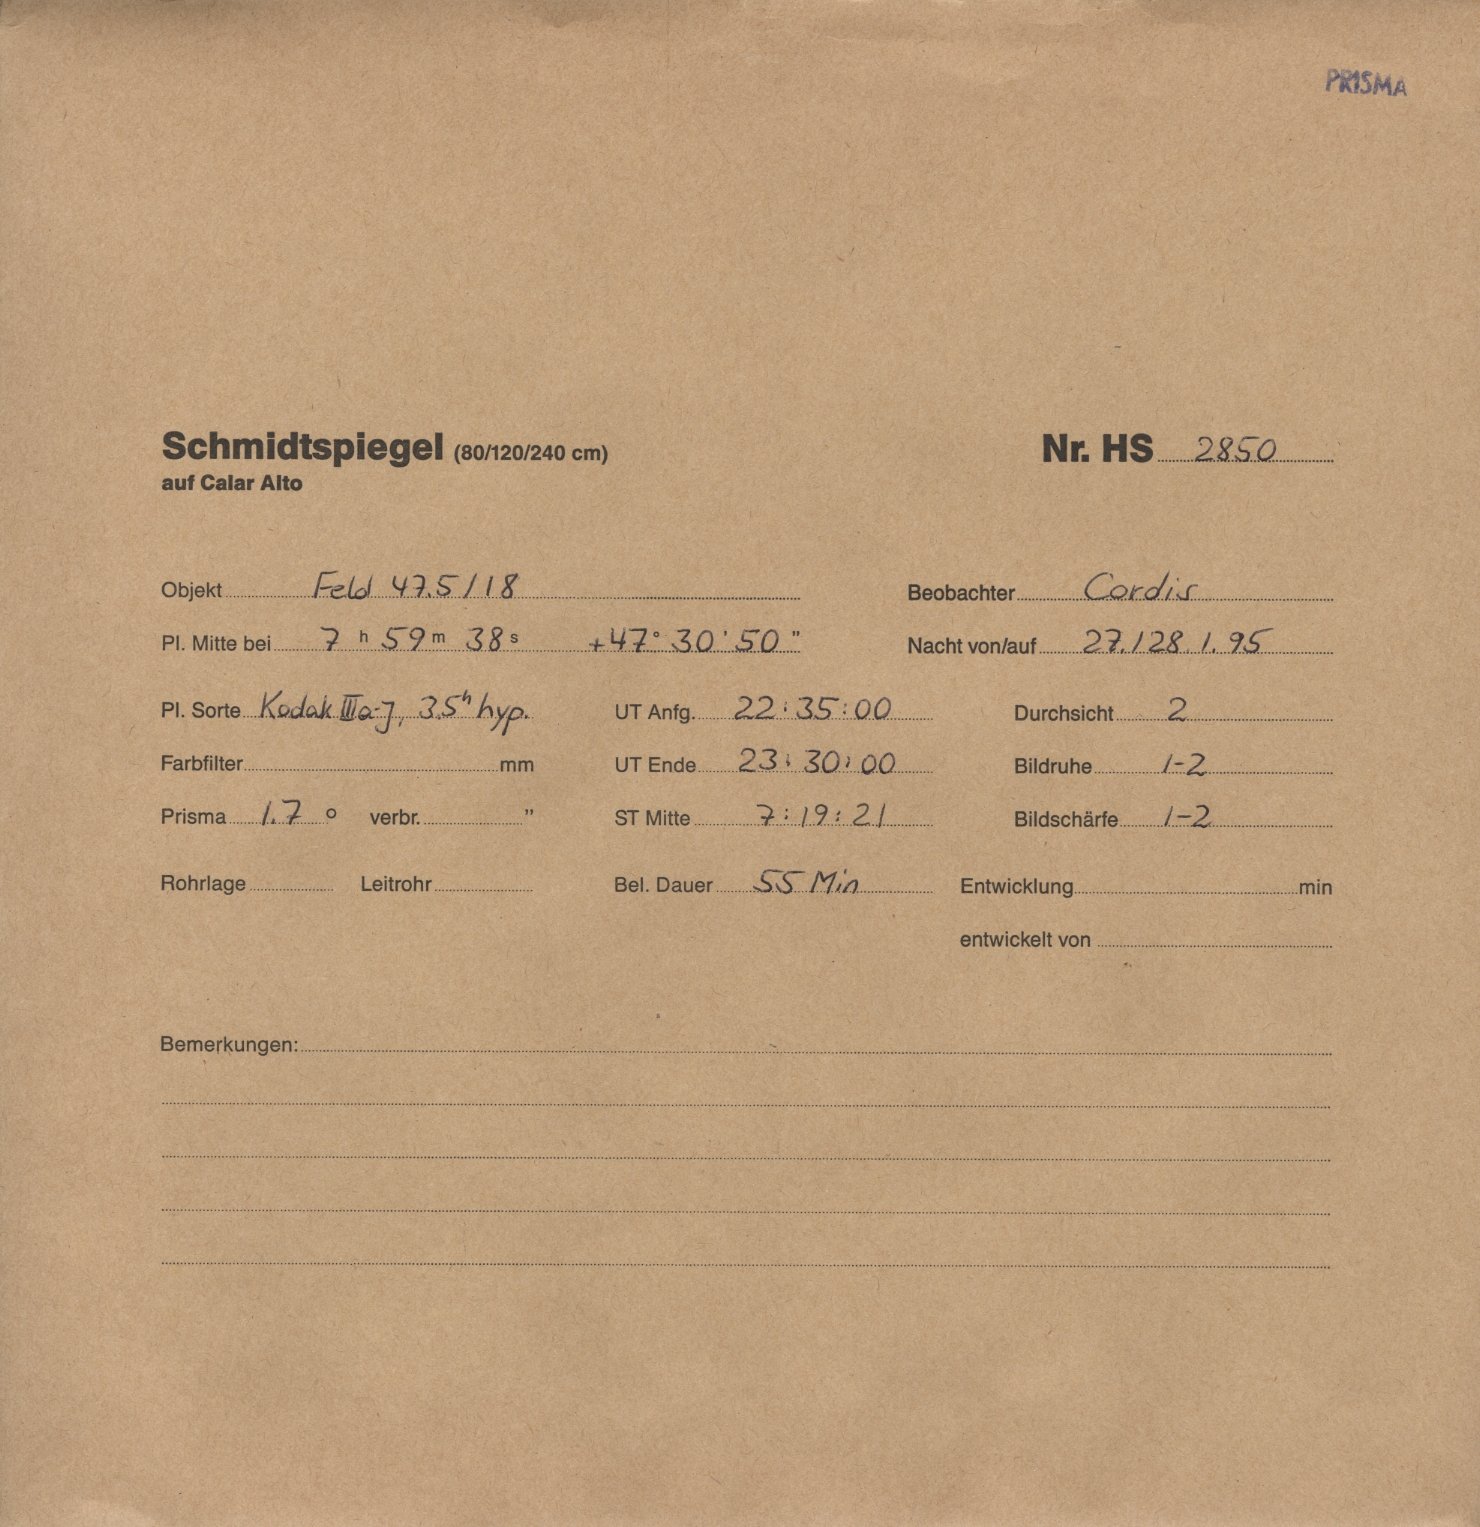 PRISMA
Schmidtspiegel (80/120/240 cm) Nr. HS 2850
auf Calar Alto
Objekt Feld 47.5/18 Beobachter Cordis
Pl. Mitte bei 7 h 59 m 38 s +47° 30' 50" Nacht von/auf 27./28.1.95
Pl. Sorte Kodak IIIa-J, 3.5h hyp. UT Anfg. 22:35:00 Durchsicht 2
Farbfilter mm UT Ende 23:30:00 Bildruhe 1-2
Prisma 1.7 ° verbr. " ST Mitte 7:19:21 Bildschärfe 1-2
Rohrlage Leitrohr Bel. Dauer 55 Min Entwicklung min
entwickelt von
Bemerkungen: